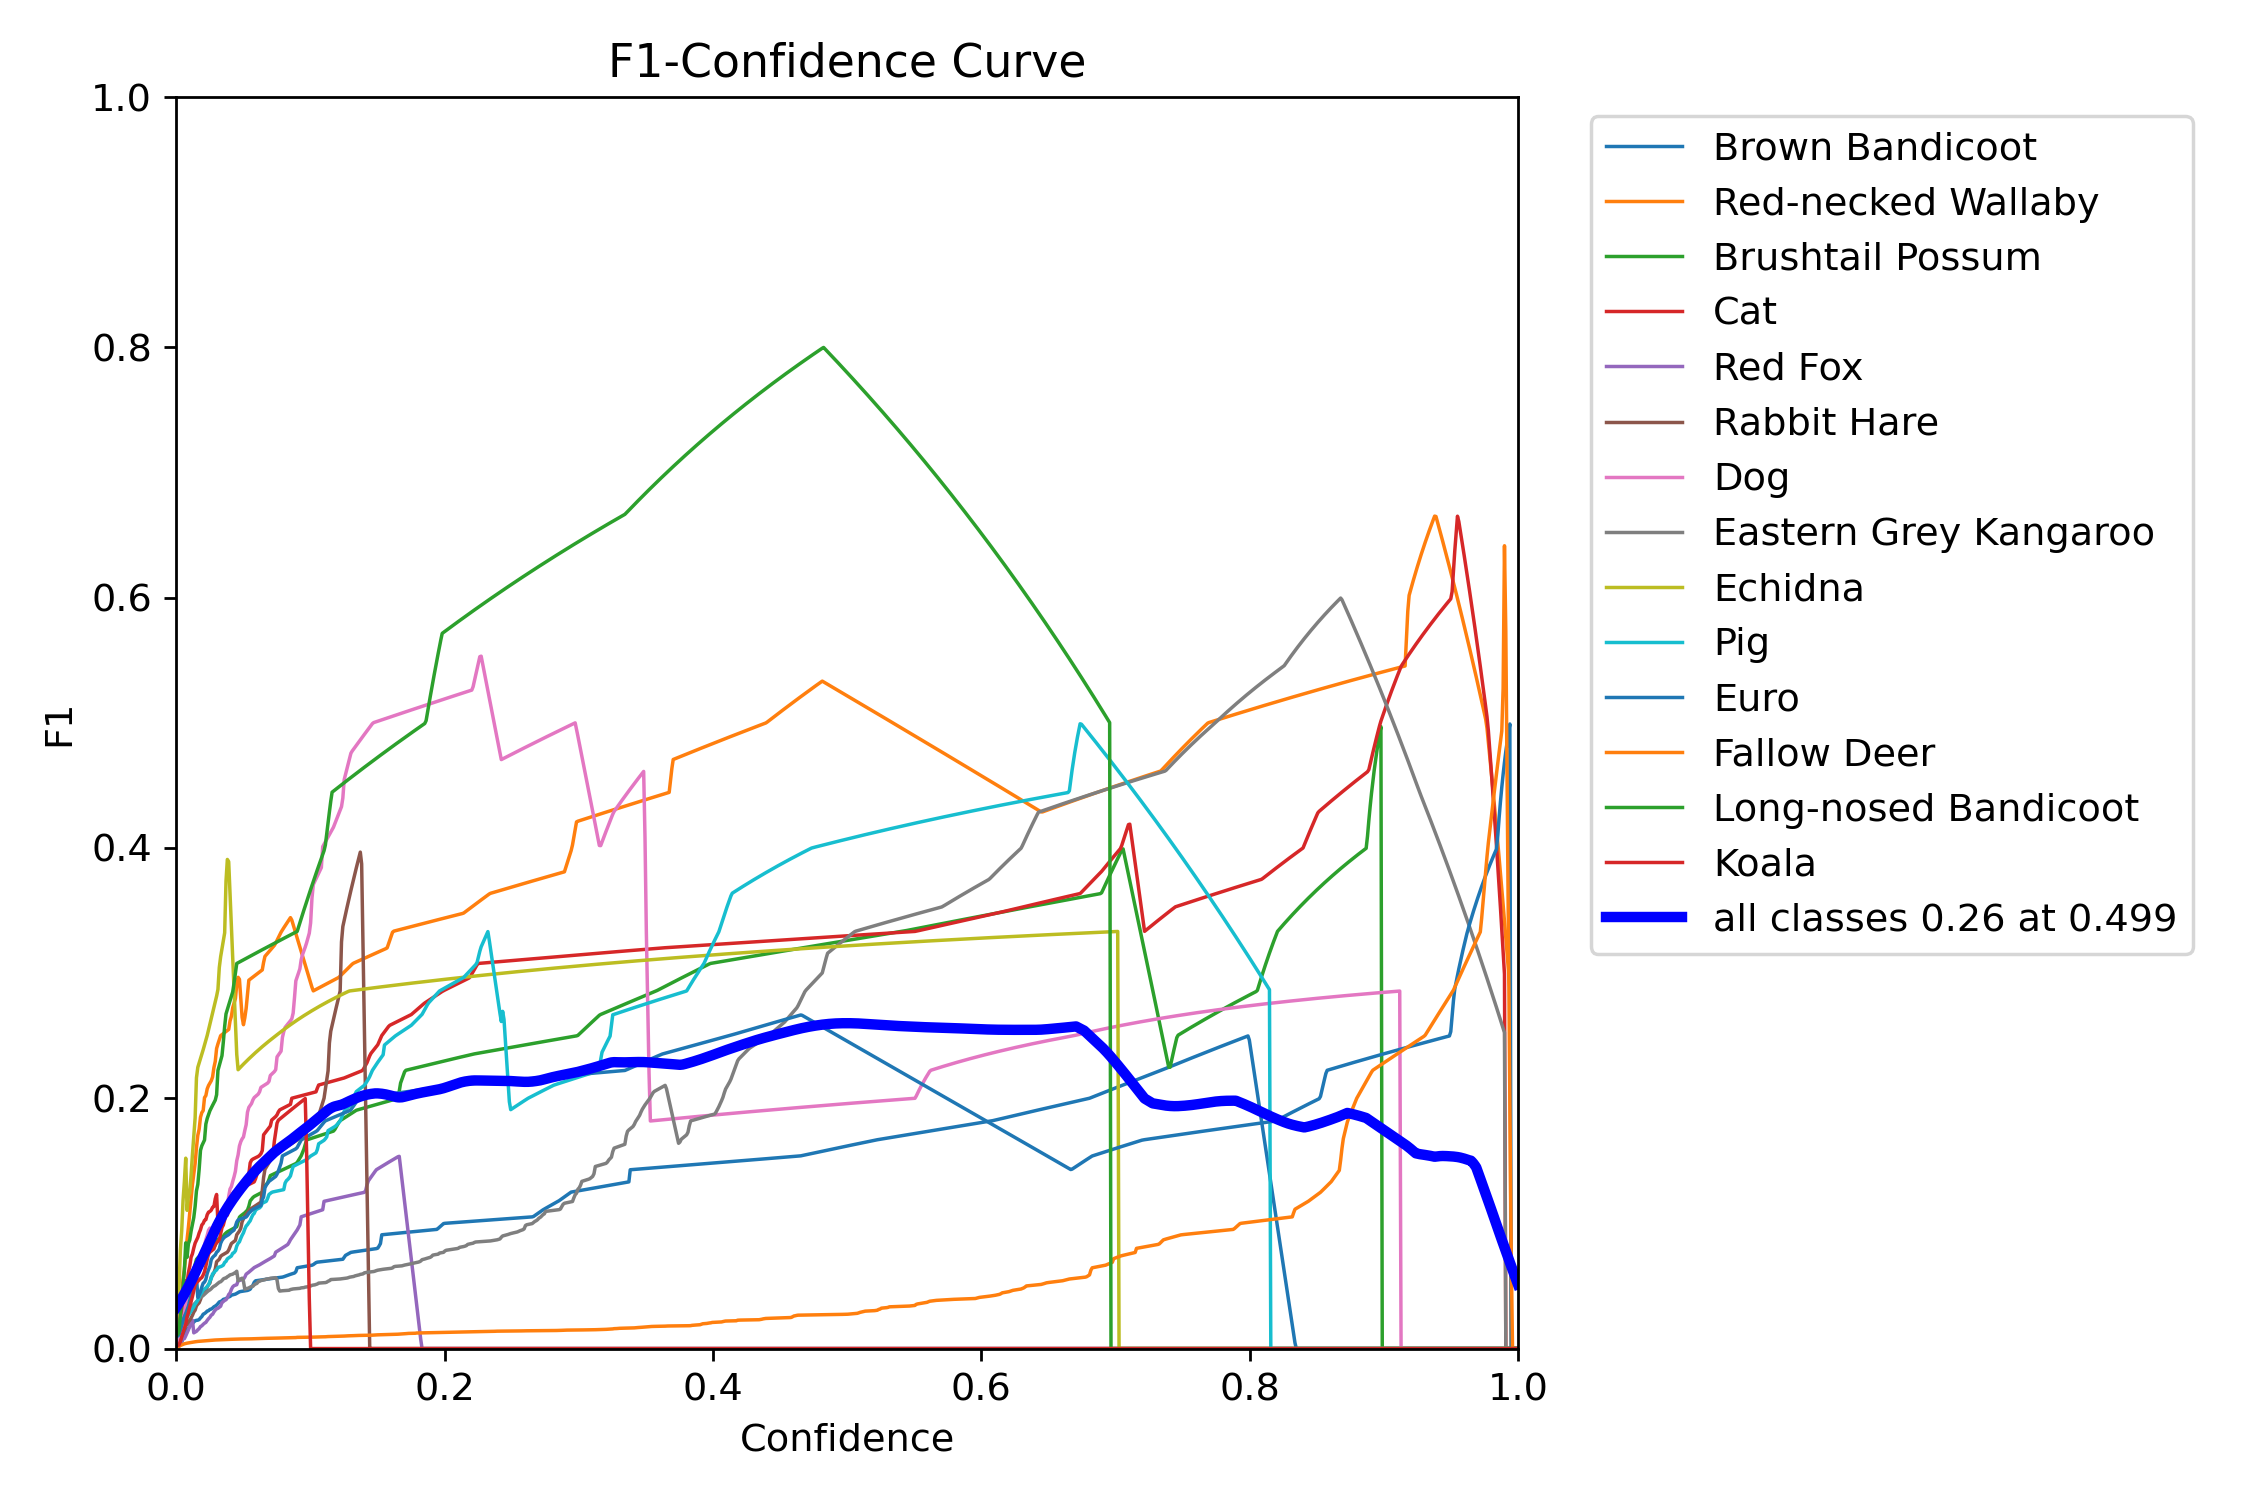 F1-Confidence Curve
1.0
0.8
0.6
0.4
0.2
0.0
F1
0.0 0.2 0.4 0.6 0.8 1.0
Confidence
Brown Bandicoot
Red-necked Wallaby
Brushtail Possum
Cat
Red Fox
Rabbit Hare
Dog
Eastern Grey Kangaroo
Echidna
Pig
Euro
Fallow Deer
Long-nosed Bandicoot
Koala
all classes 0.26 at 0.499